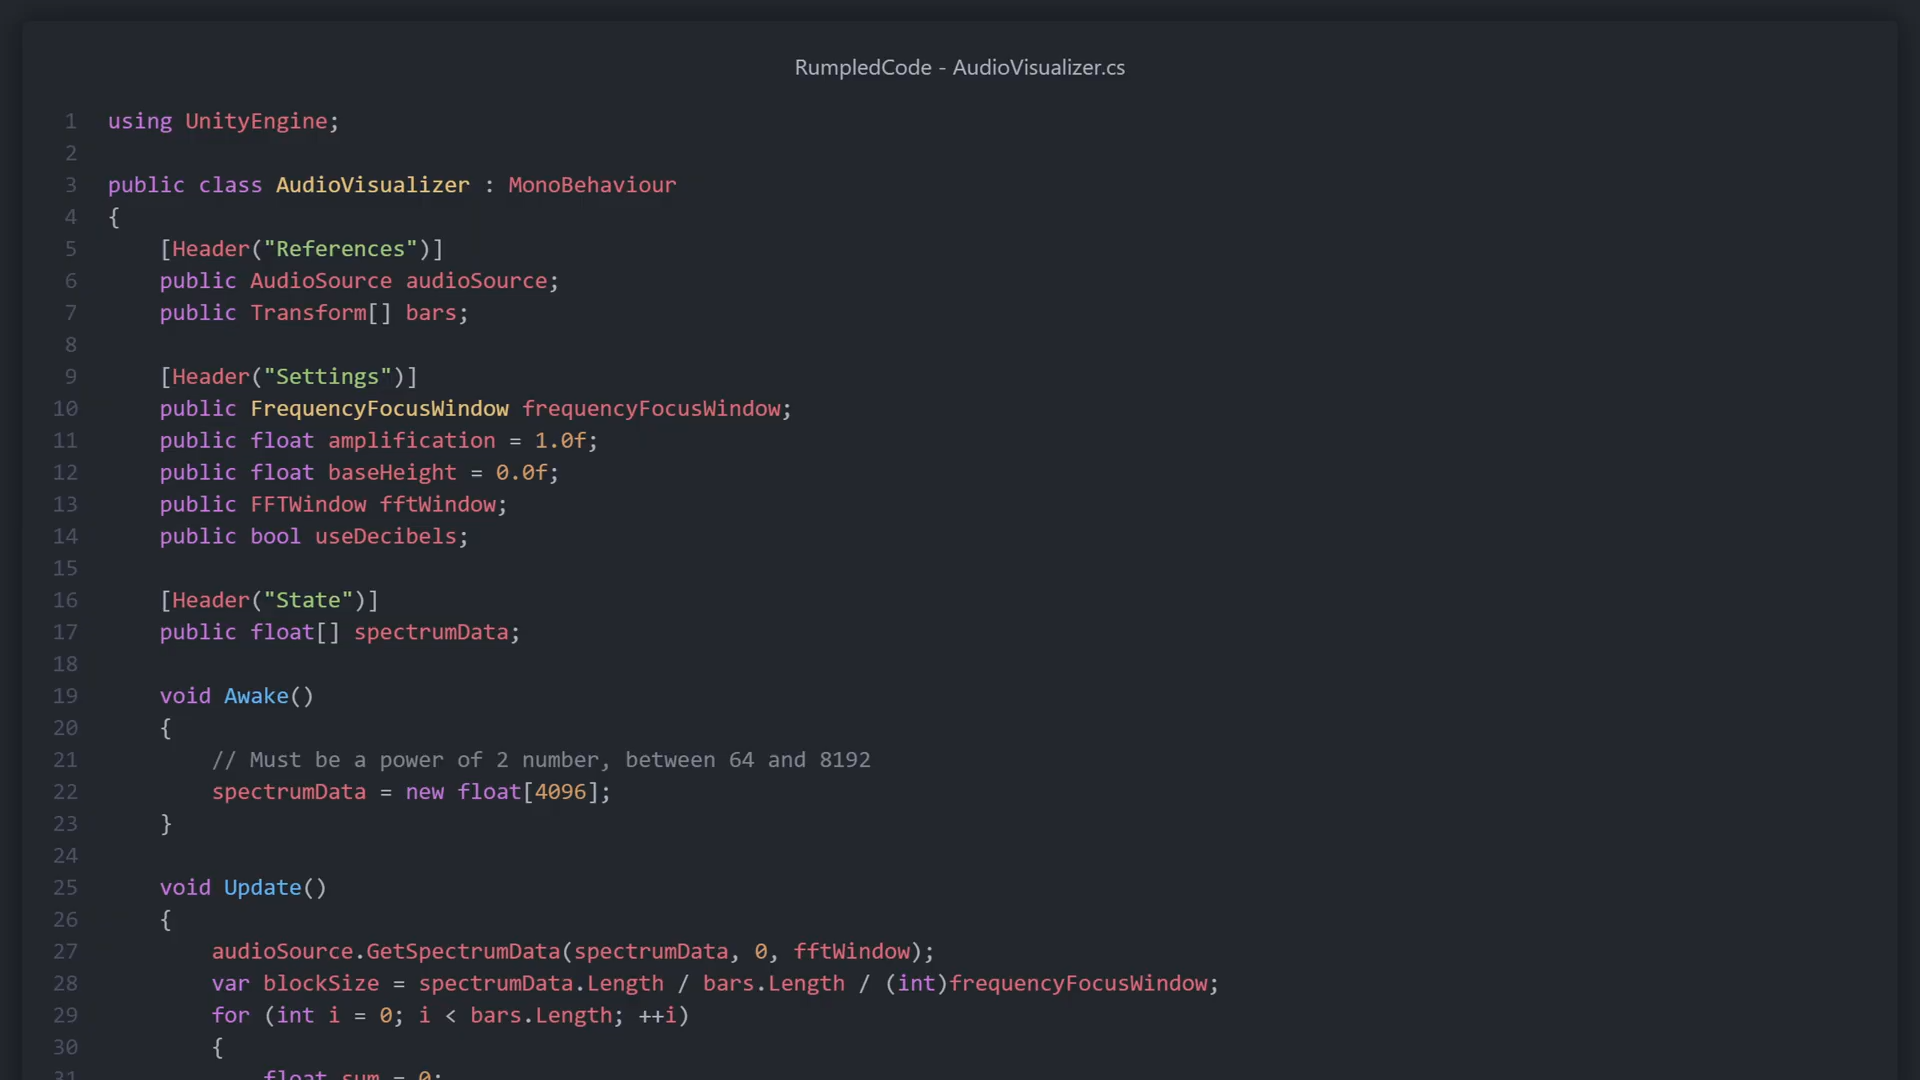 RumpledCode - AudioVisualizer.cs
1 using UnityEngine;
2
3 public class AudioVisualizer : MonoBehaviour
4 {
5     [Header("References")]
6     public AudioSource audioSource;
7     public Transform[] bars;
8
9     [Header("Settings")]
10     public FrequencyFocusWindow frequencyFocusWindow;
11     public float amplification = 1.0f;
12     public float baseHeight = 0.0f;
13     public FFTWindow fftWindow;
14     public bool useDecibels;
15
16     [Header("State")]
17     public float[] spectrumData;
18
19     void Awake()
20     {
21         // Must be a power of 2 number, between 64 and 8192
22         spectrumData = new float[4096];
23     }
24
25     void Update()
26     {
27         audioSource.GetSpectrumData(spectrumData, 0, fftWindow);
28         var blockSize = spectrumData.Length / bars.Length / (int)frequencyFocusWindow;
29         for (int i = 0; i < bars.Length; ++i)
30         {
31             float sum = 0;